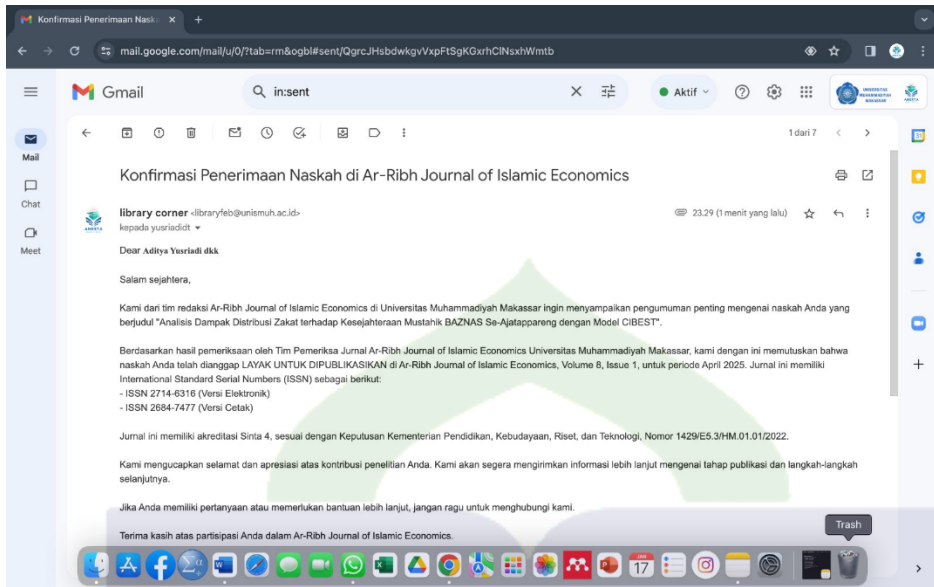 Konfirmasi Penerimaan Nask
mail.google.com/mail/u/0/?tab=rm&ogbl#sent/QgrcJHsbdwkgvVxpFtSgKGxrhClNsxhWmtb
Gmail
in:sent
Aktif
UNIVERSITAS MUHAMMADIYAH MAKASSAR
1 dari 7
Mail
Chat
Meet
Konfirmasi Penerimaan Naskah di Ar-Ribh Journal of Islamic Economics
library corner <libraryfeb@unismuh.ac.id>
23.29 (1 menit yang lalu)
kepada yusriadidt
Dear Aditya Yusriadi dkk
Salam sejahtera,
Kami dari tim redaksi Ar-Ribh Journal of Islamic Economics di Universitas Muhammadiyah Makassar ingin menyampaikan pengumuman penting mengenai naskah Anda yang
berjudul "Analisis Dampak Distribusi Zakat terhadap Kesejahteraan Mustahik BAZNAS Se-Ajatappareng dengan Model CIBEST".
Berdasarkan hasil pemeriksaan oleh Tim Pemeriksa Jurnal Ar-Ribh Journal of Islamic Economics Universitas Muhammadiyah Makassar, kami dengan ini memutuskan bahwa
naskah Anda telah dianggap LAYAK UNTUK DIPUBLIKASIKAN di Ar-Ribh Journal of Islamic Economics, Volume 8, Issue 1, untuk periode April 2025. Jurnal ini memiliki
International Standard Serial Numbers (ISSN) sebagai berikut:
- ISSN 2714-6316 (Versi Elektronik)
- ISSN 2684-7477 (Versi Cetak)
Jurnal ini memiliki akreditasi Sinta 4, sesuai dengan Keputusan Kementerian Pendidikan, Kebudayaan, Riset, dan Teknologi, Nomor 1429/E5.3/HM.01.01/2022.
Kami mengucapkan selamat dan apresiasi atas kontribusi penelitian Anda. Kami akan segera mengirimkan informasi lebih lanjut mengenai tahap publikasi dan langkah-langkah
selanjutnya.
Jika Anda memiliki pertanyaan atau memerlukan bantuan lebih lanjut, jangan ragu untuk menghubungi kami.
Terima kasih atas partisipasi Anda dalam Ar-Ribh Journal of Islamic Economics.
Trash
17